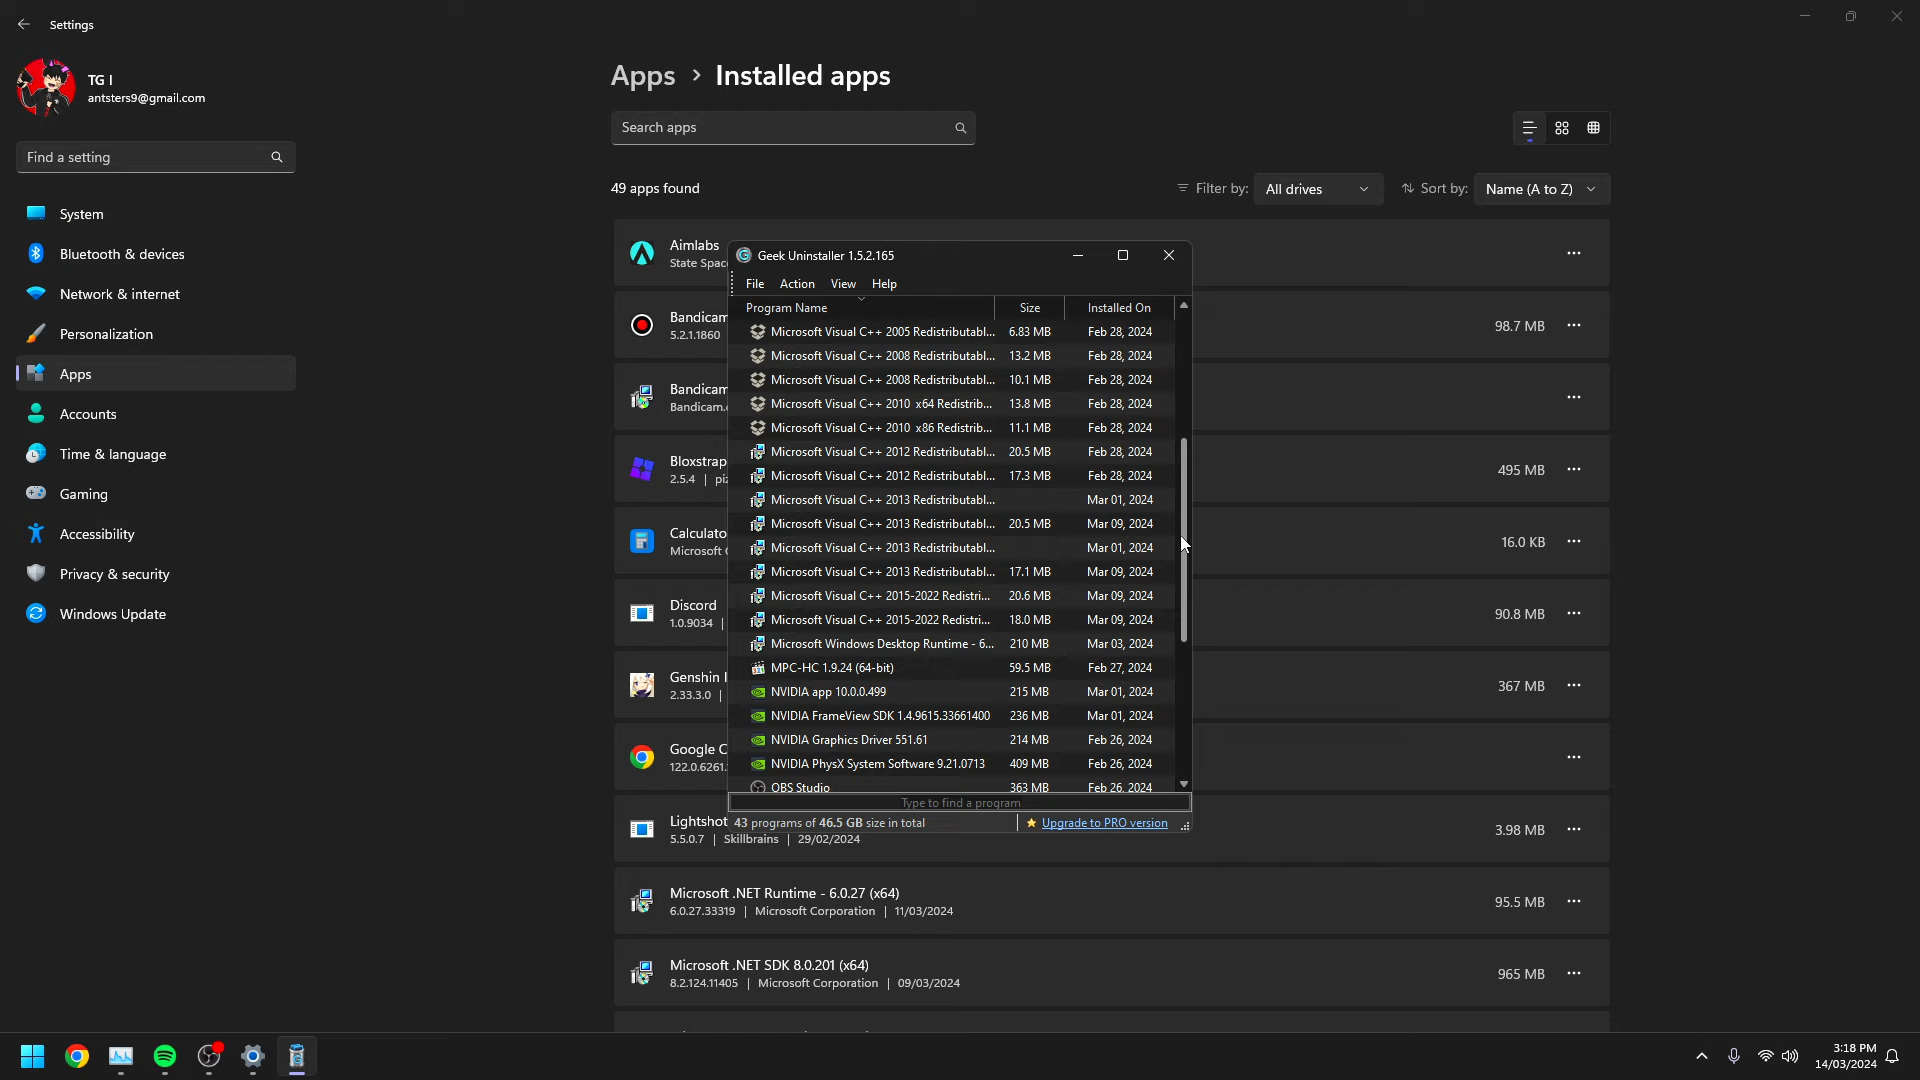 Settings
TG I
antsters9@gmail.com
Find a setting
System
Bluetooth & devices
Network & internet
Personalization
Apps
Accounts
Time & language
Gaming
Accessibility
Privacy & security
Windows Update
Apps > Installed apps
Search apps
49 apps found
Filter by: All drives
Sort by: Name (A to Z)
Aimlabs
Bandicam
5.2.1.1860
98.7 MB
Bandicam
Bloxstrap
2.5.4 |
495 MB
Microsoft
16.0 KB
Discord
1.0.9034 |
90.8 MB
Genshin
2.33.3.0 |
367 MB
Google
122.0.6261.
Lightshot
5.5.0.7 | Skillbrains | 29/02/2024
3.98 MB
Microsoft .NET Runtime - 6.0.27 (x64)
6.0.27.33319 | Microsoft Corporation | 11/03/2024
95.5 MB
Microsoft .NET SDK 8.0.201 (x64)
8.2.124.11405 | Microsoft Corporation | 09/03/2024
965 MB
Geek Uninstaller 1.5.2.165
File Action View Help
Program Name Size Installed On
Microsoft Visual C++ 2005 Redistributabl... 6.83 MB Feb 28, 2024
Microsoft Visual C++ 2008 Redistributabl... 13.2 MB Feb 28, 2024
Microsoft Visual C++ 2008 Redistributabl... 10.1 MB Feb 28, 2024
Microsoft Visual C++ 2010 x64 Redistrib... 13.8 MB Feb 28, 2024
Microsoft Visual C++ 2010 x86 Redistrib... 11.1 MB Feb 28, 2024
Microsoft Visual C++ 2012 Redistributabl... 20.5 MB Feb 28, 2024
Microsoft Visual C++ 2012 Redistributabl... 17.3 MB Feb 28, 2024
Microsoft Visual C++ 2013 Redistributabl... Mar 01, 2024
Microsoft Visual C++ 2013 Redistributabl... 20.5 MB Mar 09, 2024
Microsoft Visual C++ 2013 Redistributabl... Mar 01, 2024
Microsoft Visual C++ 2013 Redistributabl... 17.1 MB Mar 09, 2024
Microsoft Visual C++ 2015-2022 Redistri... 20.6 MB Mar 09, 2024
Microsoft Visual C++ 2015-2022 Redistri... 18.0 MB Mar 09, 2024
Microsoft Windows Desktop Runtime - 6... 210 MB Mar 03, 2024
MPC-HC 1.9.24 (64-bit) 59.5 MB Feb 27, 2024
NVIDIA app 10.0.0.499 215 MB Mar 01, 2024
NVIDIA FrameView SDK 1.4.9615.33661400 236 MB Mar 01, 2024
NVIDIA Graphics Driver 551.61 214 MB Feb 26, 2024
NVIDIA PhysX System Software 9.21.0713 409 MB Feb 26, 2024
OBS Studio 363 MB Feb 26, 2024
Type to find a program
43 programs of 46.5 GB size in total
Upgrade to PRO version
3:18 PM
14/03/2024